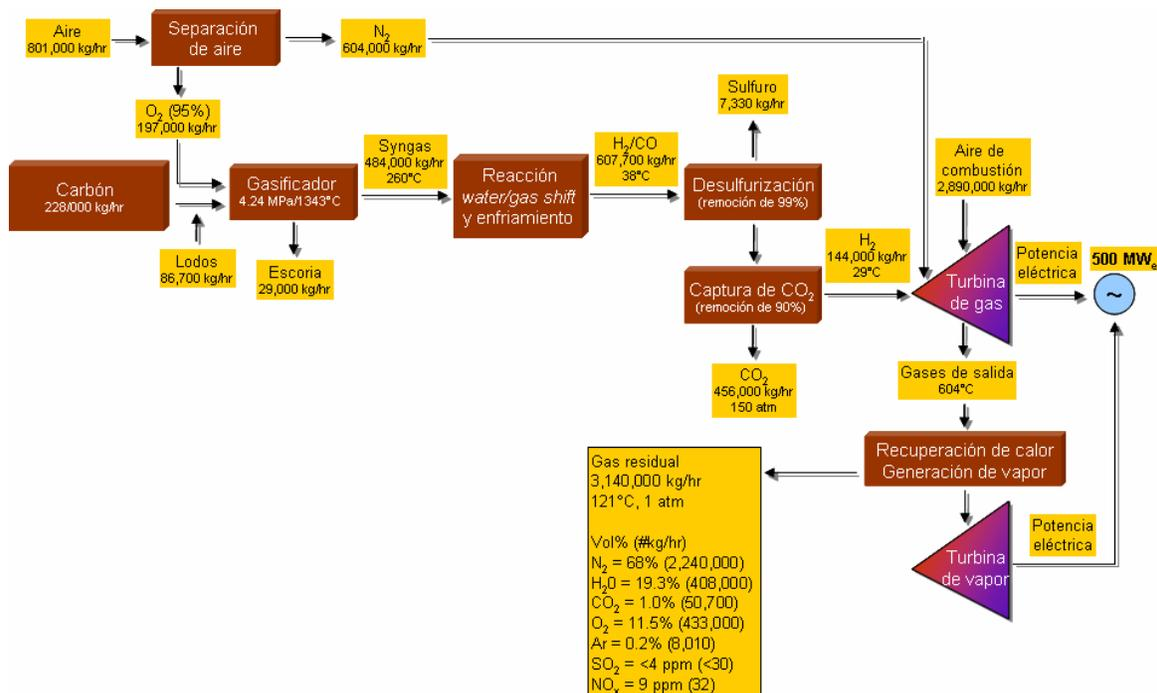 Aire
801,000 kg/hr
Separación
de aire
N₂
604,000 kg/hr
O₂ (95%)
197,000 kg/hr
Carbón
228/000 kg/hr
Lodos
86,700 kg/hr
Gasificador
4.24 MPa/1343°C
Escoria
29,000 kg/hr
Syngas
484,000 kg/hr
260°C
Reacción
water/gas shift
y enfriamiento
H₂/CO
607,700 kg/hr
38°C
Sulfuro
7,330 kg/hr
Desulfurización
(remoción de 99%)
Captura de CO₂
(remoción de 90%)
CO₂
456,000 kg/hr
150 atm
H₂
144,000 kg/hr
29°C
Aire de
combustión
2,890,000 kg/hr
Turbina
de gas
Potencia
eléctrica
500 MWₑ
~
Gases de salida
604°C
Recuperación de calor
Generación de vapor
Turbina
de vapor
Potencia
eléctrica
Gas residual
3,140,000 kg/hr
121°C, 1 atm
Vol% (#kg/hr)
N₂ = 68% (2,240,000)
H₂0 = 19.3% (408,000)
CO₂ = 1.0% (50,700)
O₂ = 11.5% (433,000)
Ar = 0.2% (8,010)
SO₂ = <4 ppm (<30)
NOₓ = 9 ppm (32)